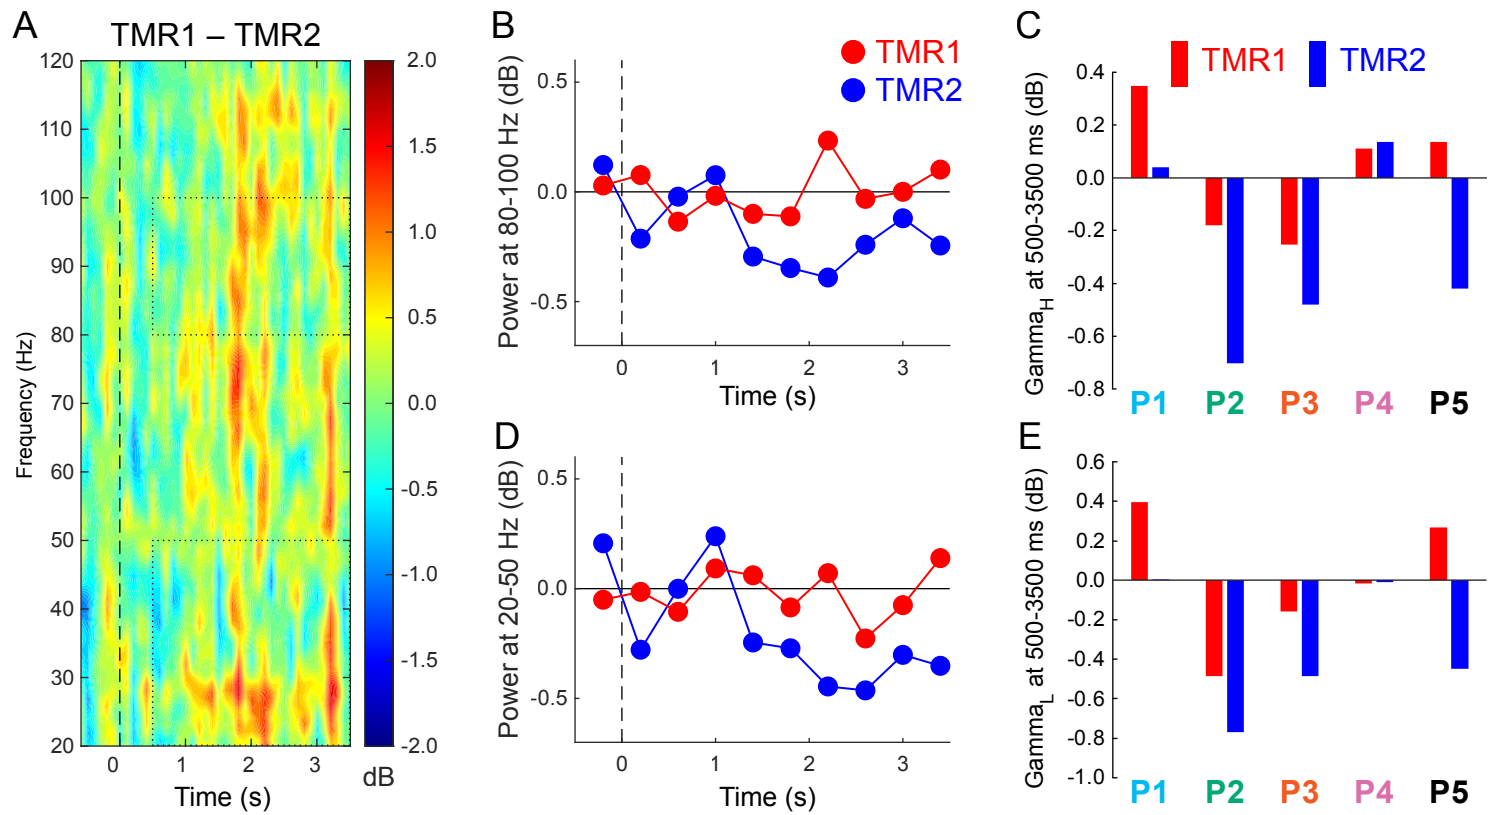 A
TMR1 – TMR2
120
110
100
90
80
70
60
50
40
30
20
Frequency (Hz)
0 1 2 3
Time (s)
2.0
1.5
1.0
0.5
0.0
-0.5
-1.0
-1.5
-2.0
dB
B
TMR1
TMR2
Power at 80-100 Hz (dB)
0.5
0.0
-0.5
0 1 2 3
Time (s)
C
TMR1 TMR2
Gamma_H at 500-3500 ms (dB)
0.4
0.2
0.0
-0.2
-0.4
-0.6
-0.8
P1 P2 P3 P4 P5
D
Power at 20-50 Hz (dB)
0.5
0.0
-0.5
0 1 2 3
Time (s)
E
Gamma_L at 500-3500 ms (dB)
0.6
0.4
0.2
0.0
-0.2
-0.4
-0.6
-0.8
-1.0
P1 P2 P3 P4 P5